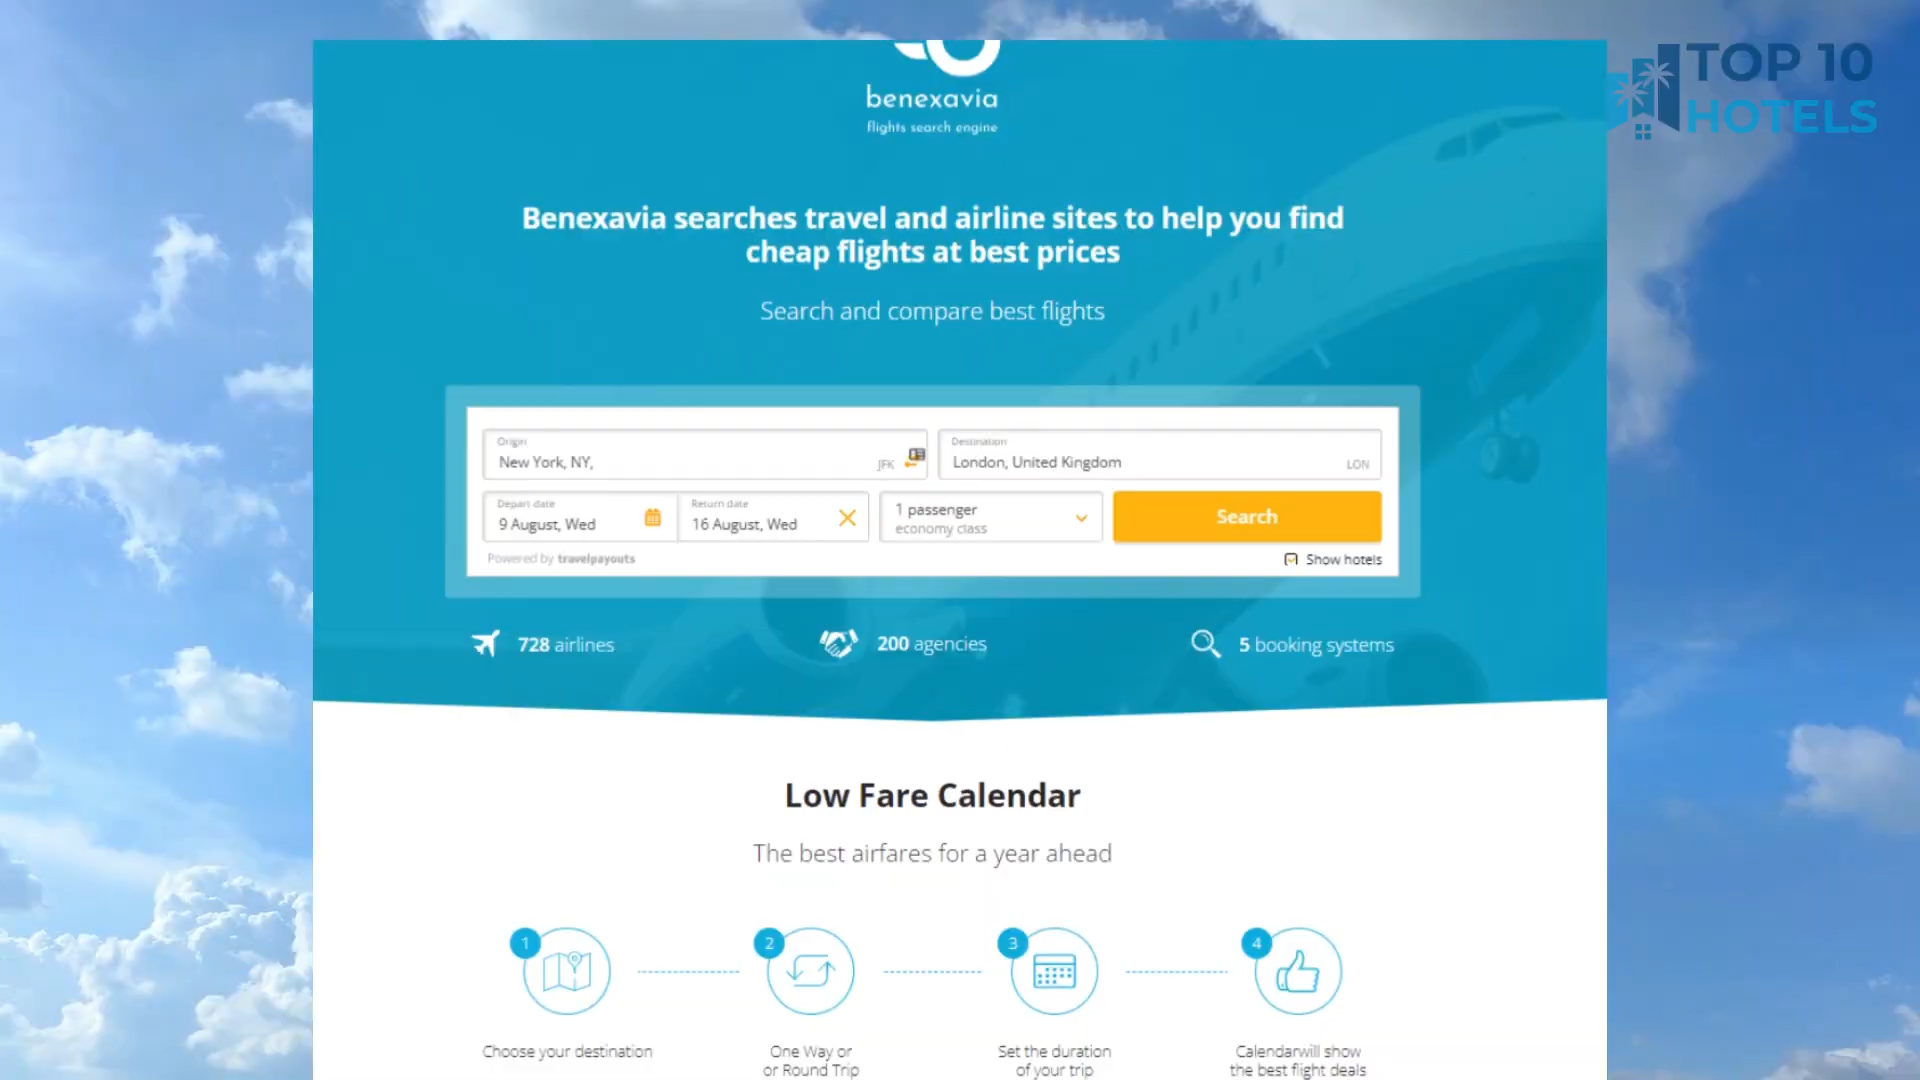 TOP 10
HOTELS
benexavia
flights search engine
Benexavia searches travel and airline sites to help you find
cheap flights at best prices
Search and compare best flights
Origin
New York, NY,
JFK
Destination
London, United Kingdom
LON
Depart date
9 August, Wed
Return date
16 August, Wed
1 passenger
economy class
Search
Powered by travelpayouts
Show hotels
728 airlines
200 agencies
5 booking systems
Low Fare Calendar
The best airfares for a year ahead
1
Choose your destination
2
One Way or
or Round Trip
3
Set the duration
of your trip
4
Calendarwill show
the best flight deals